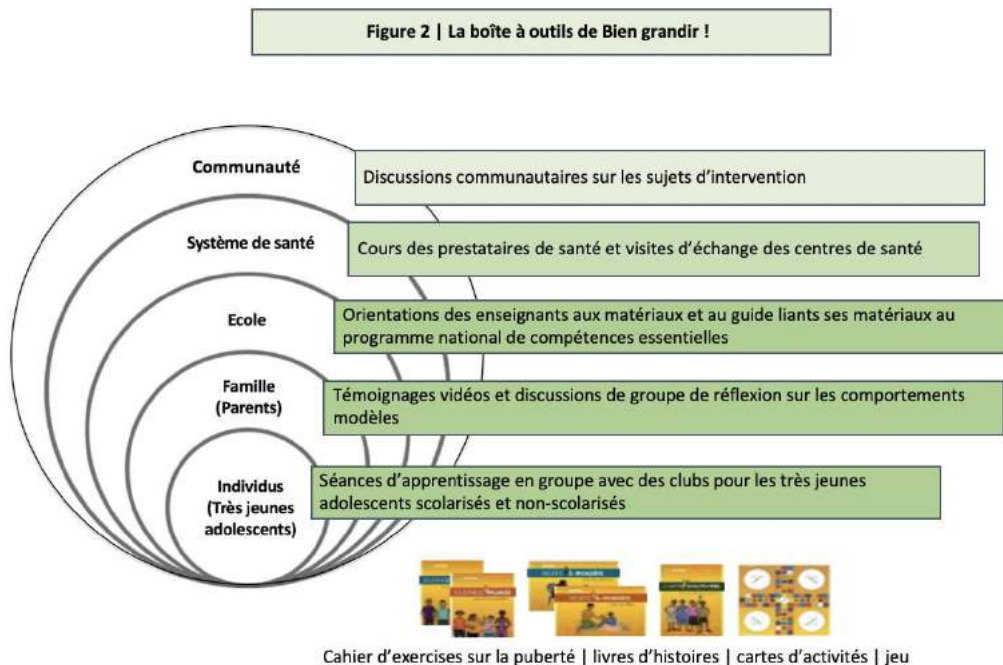 Figure 2 | La boîte à outils de Bien grandir !
Communauté
Discussions communautaires sur les sujets d'intervention
Système de santé
Cours des prestataires de santé et visites d'échange des centres de santé
Ecole
Orientations des enseignants aux matériaux et au guide liants ses matériaux au
programme national de compétences essentielles
Famille
(Parents)
Témoignages vidéos et discussions de groupe de réflexion sur les comportements
modèles
Individus
(Très jeunes
adolescents)
Séances d'apprentissage en groupe avec des clubs pour les très jeunes
adolescents scolarisés et non-scolarisés
Cahier d'exercises sur la puberté | livres d'histoires | cartes d'activités | jeu